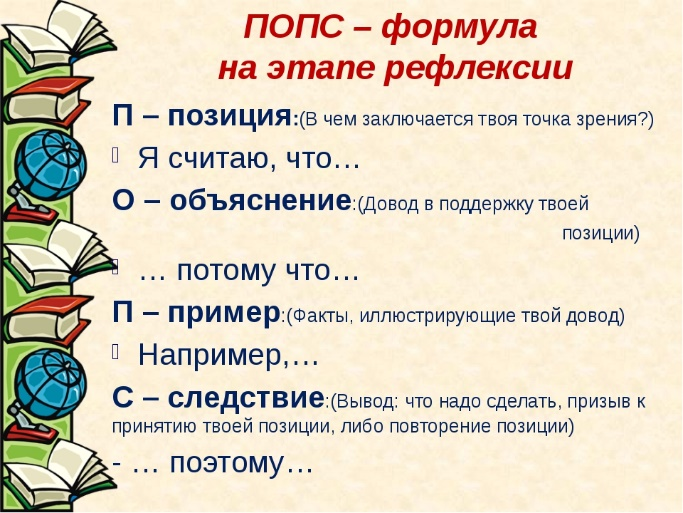 ПОПС – формула
на этапе рефлексии
П – позиция:(В чем заключается твоя точка зрения?)
Я считаю, что…
О – объяснение:(Довод в поддержку твоей
позиции)
… потому что…
П – пример:(Факты, иллюстрирующие твой довод)
Например,…
С – следствие:(Вывод: что надо сделать, призыв к
принятию твоей позиции, либо повторение позиции)
- … поэтому…